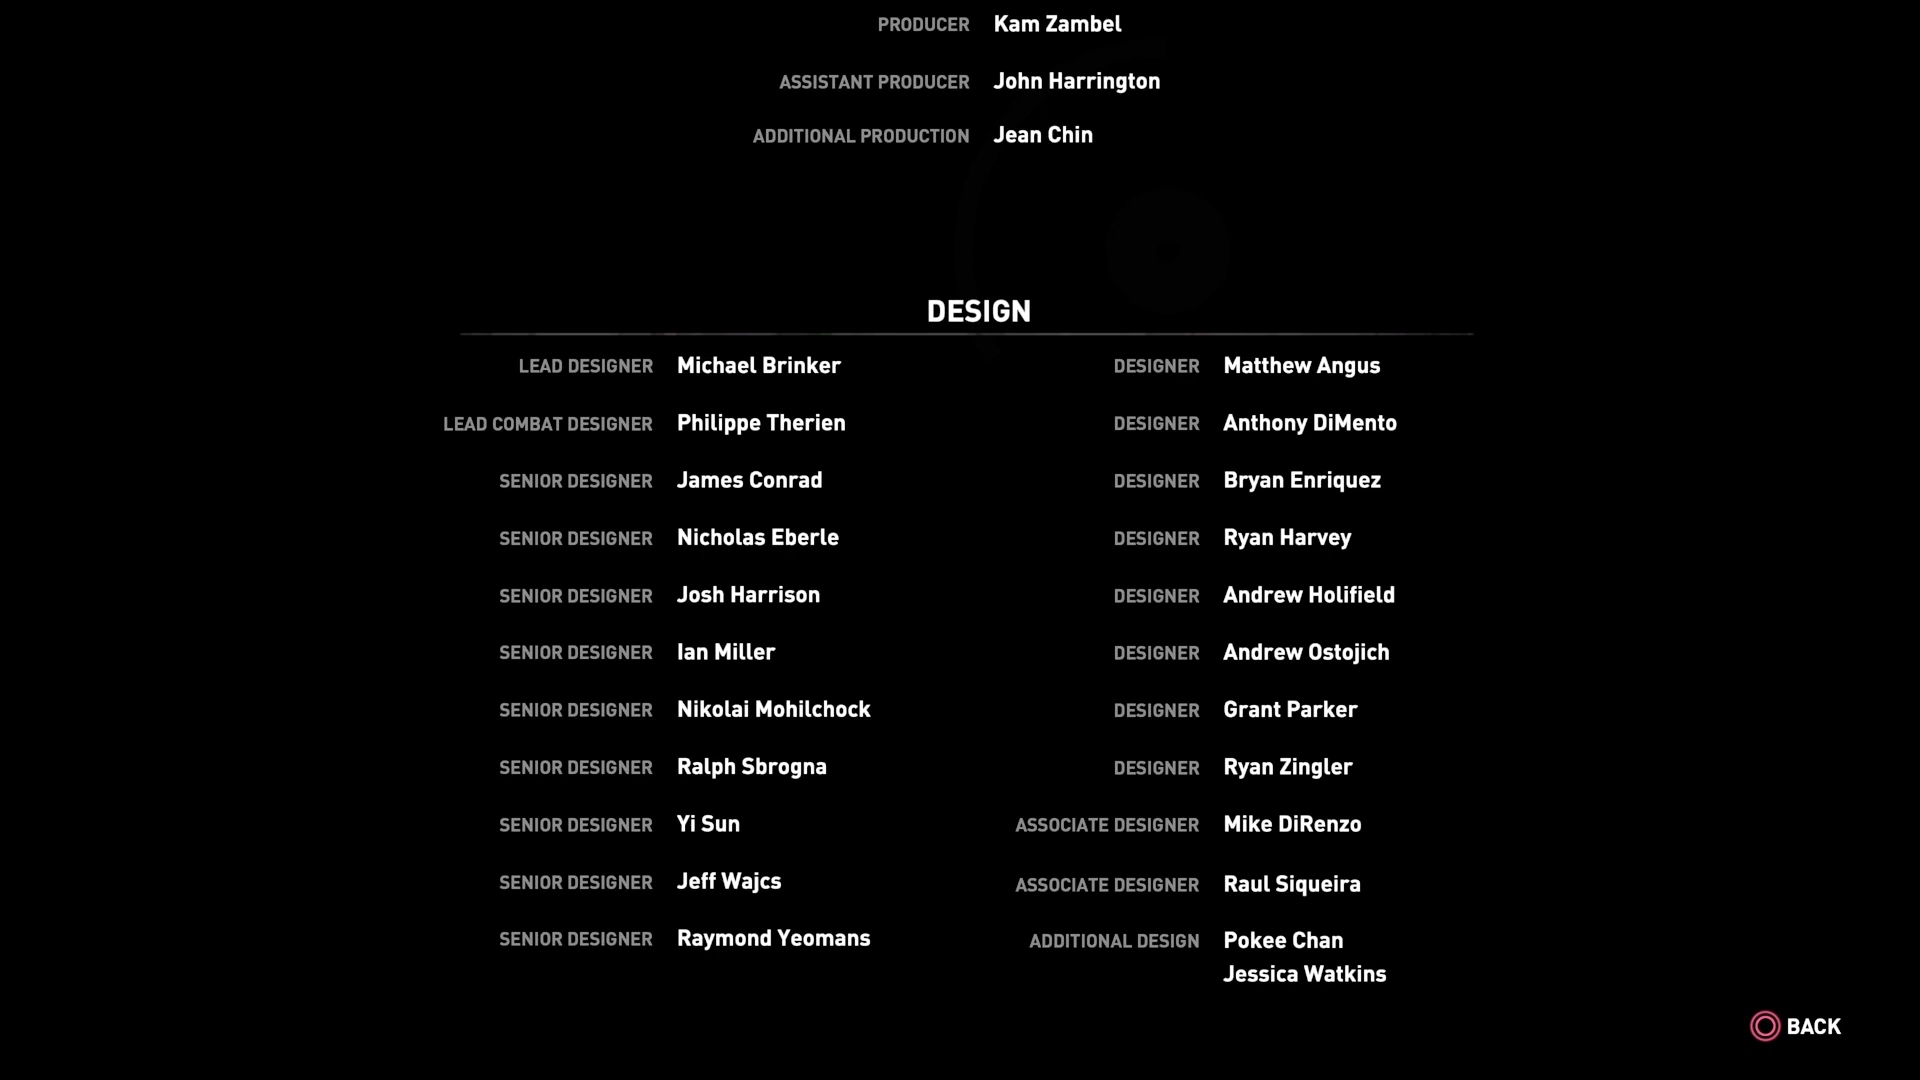 PRODUCER Kam Zambel
ASSISTANT PRODUCER John Harrington
ADDITIONAL PRODUCTION Jean Chin
DESIGN
LEAD DESIGNER Michael Brinker
LEAD COMBAT DESIGNER Philippe Therien
SENIOR DESIGNER James Conrad
SENIOR DESIGNER Nicholas Eberle
SENIOR DESIGNER Josh Harrison
SENIOR DESIGNER Ian Miller
SENIOR DESIGNER Nikolai Mohilchock
SENIOR DESIGNER Ralph Sbrogna
SENIOR DESIGNER Yi Sun
SENIOR DESIGNER Jeff Wajcs
SENIOR DESIGNER Raymond Yeomans
DESIGNER Matthew Angus
DESIGNER Anthony DiMento
DESIGNER Bryan Enriquez
DESIGNER Ryan Harvey
DESIGNER Andrew Holifield
DESIGNER Andrew Ostojich
DESIGNER Grant Parker
DESIGNER Ryan Zingler
ASSOCIATE DESIGNER Mike DiRenzo
ASSOCIATE DESIGNER Raul Siqueira
ADDITIONAL DESIGN Pokee Chan
Jessica Watkins
BACK